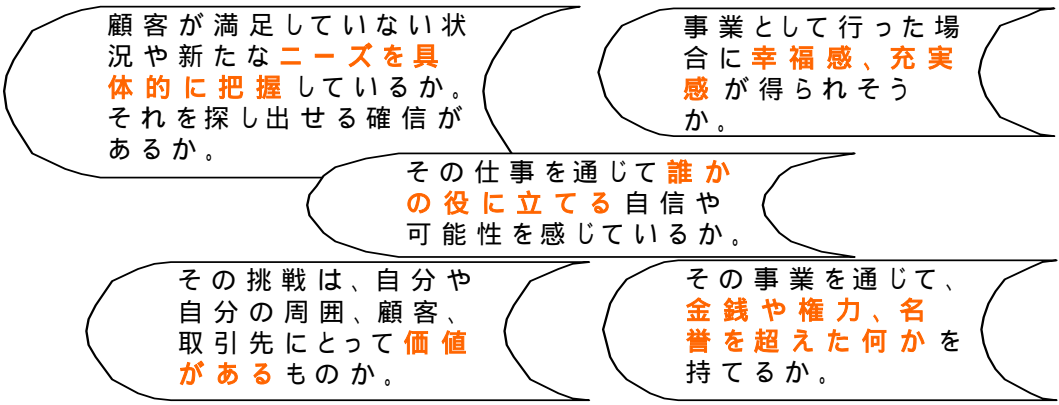 顧客が満足していない状
況や新たなニーズを具
体的に把握しているか。
それを探し出せる確信が
あるか。
事業として行った場
合に幸福感、充実
感が得られそう
か。
その仕事を通じて誰か
の役に立てる自信や
可能性を感じているか。
その挑戦は、自分や
自分の周囲、顧客、
取引先にとって価値
があるものか。
その事業を通じて、
金銭や権力、名
誉を超えた何かを
持てるか。